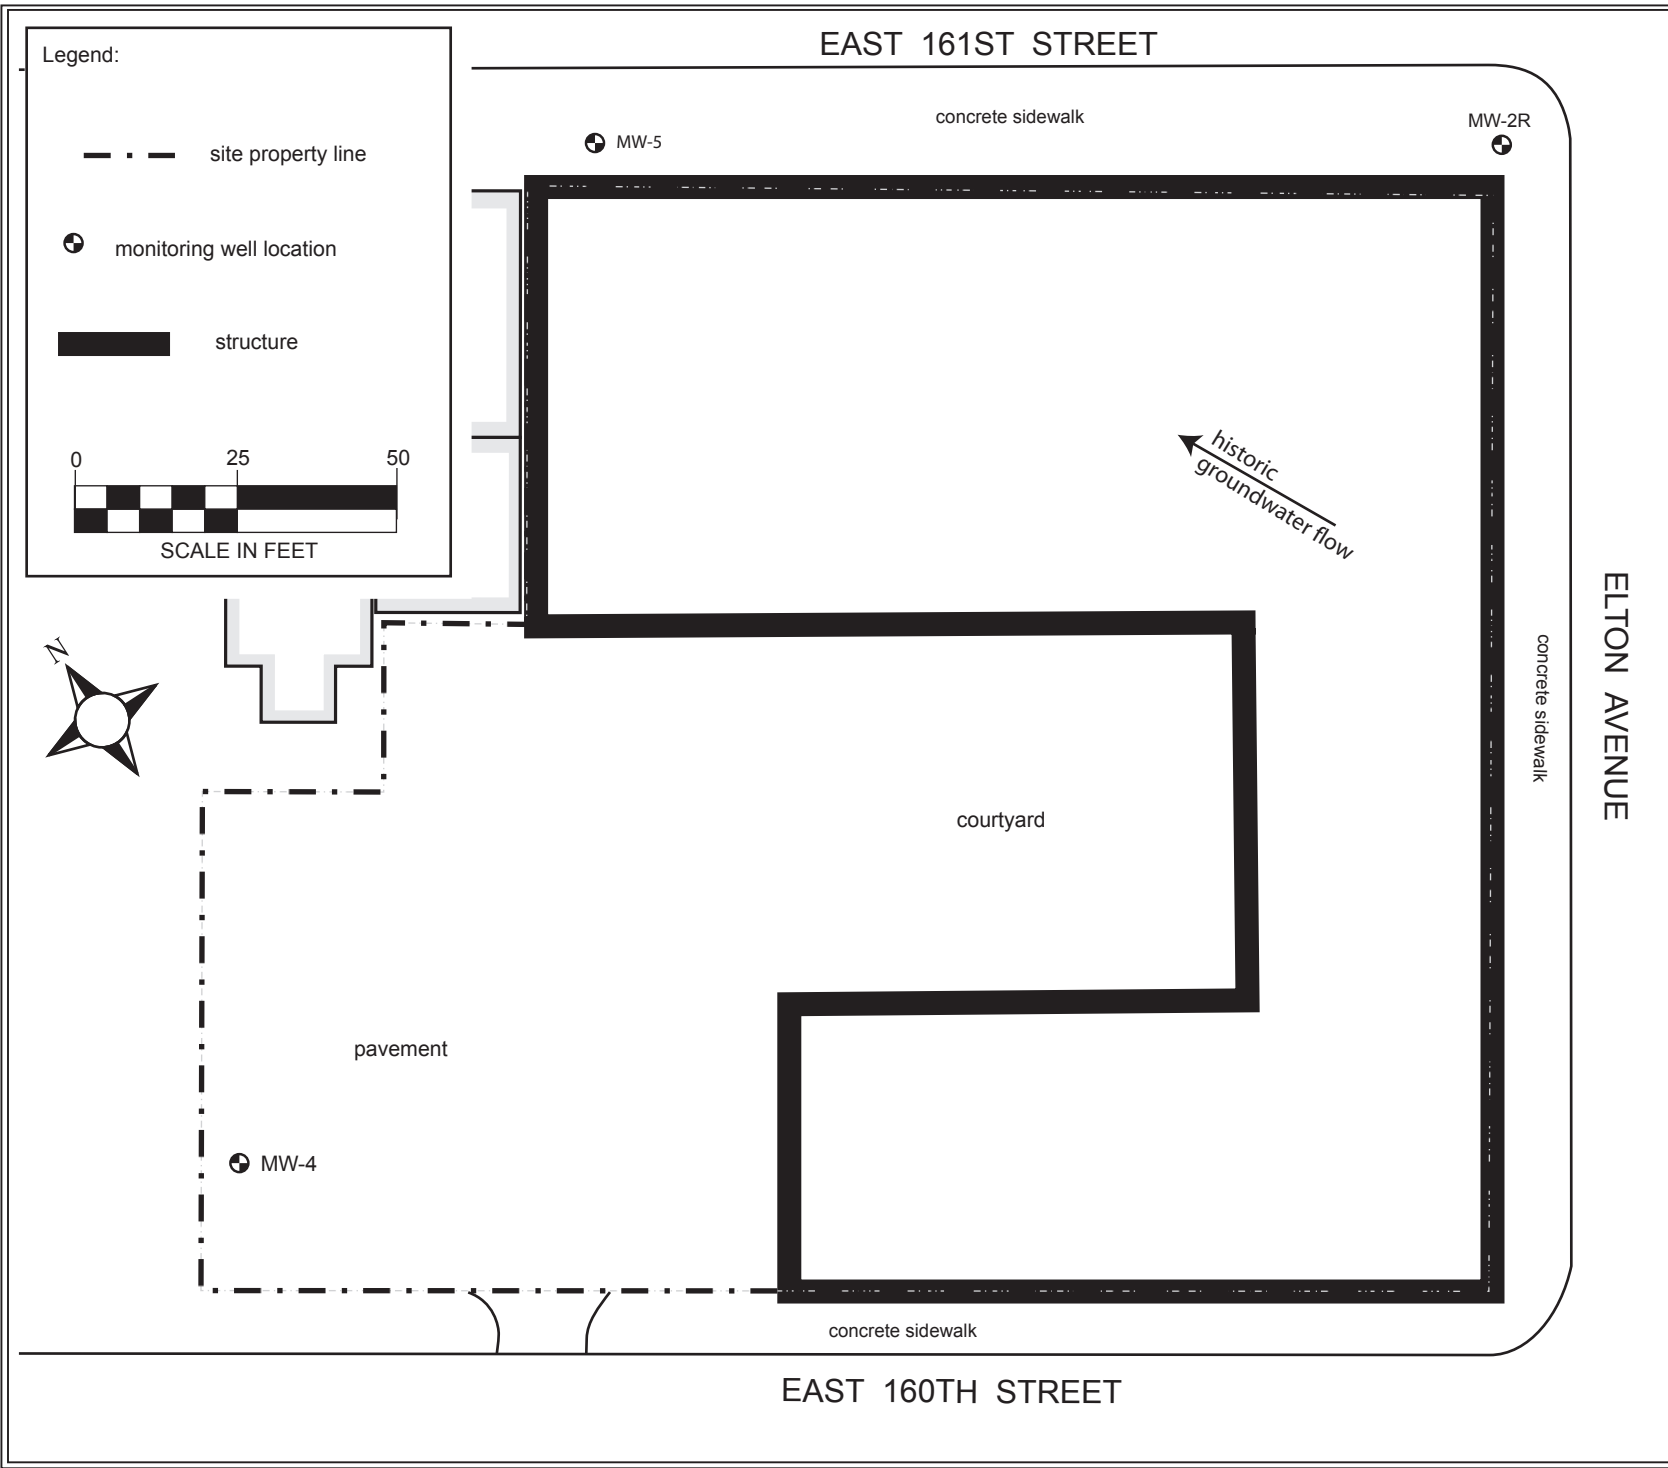 EAST 161ST STREET
Legend:
site property line
monitoring well location
structure
0 25 50
SCALE IN FEET
concrete sidewalk
MW-5
MW-2R
historic
groundwater flow
N
courtyard
pavement
MW-4
concrete sidewalk
ELTON AVENUE
concrete sidewalk
EAST 160TH STREET